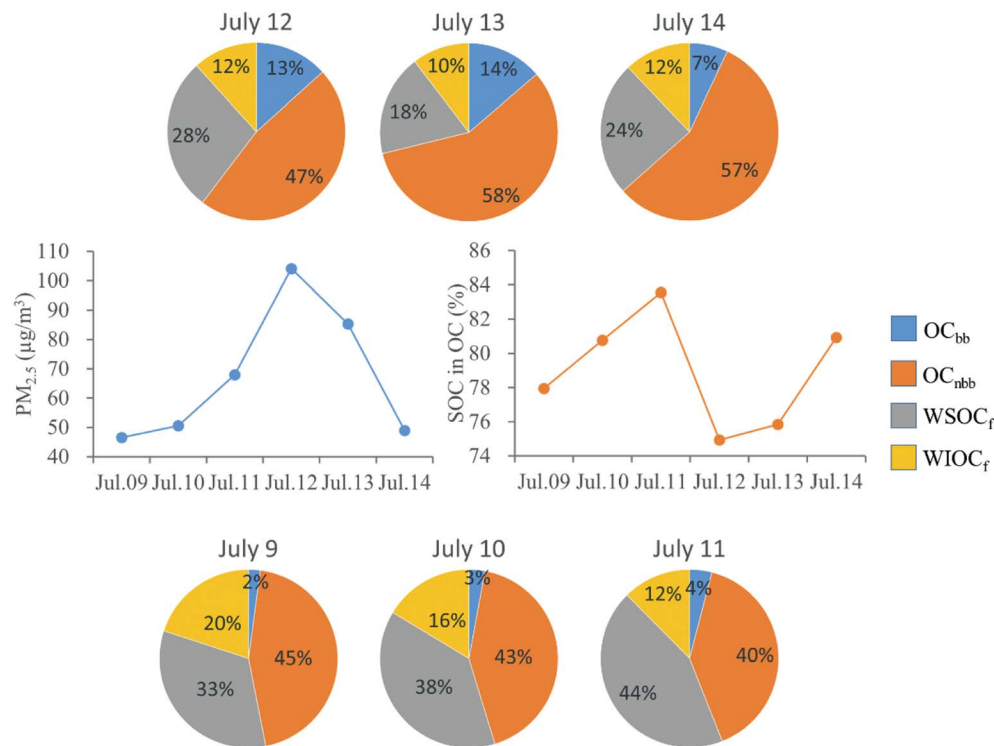 July 12
July 13
July 14
12%
13%
28%
47%
10%
14%
18%
58%
12%
7%
24%
57%
PM2.5 (μg/m³)
110
100
90
80
70
60
50
40
Jul.09 Jul.10 Jul.11 Jul.12 Jul.13 Jul.14
SOC in OC (%)
86
84
82
80
78
76
74
Jul.09 Jul.10 Jul.11 Jul.12 Jul.13 Jul.14
OCbb
OCnbb
WSOCf
WIOCf
July 9
July 10
July 11
2%
20%
45%
33%
3%
16%
43%
38%
4%
12%
40%
44%